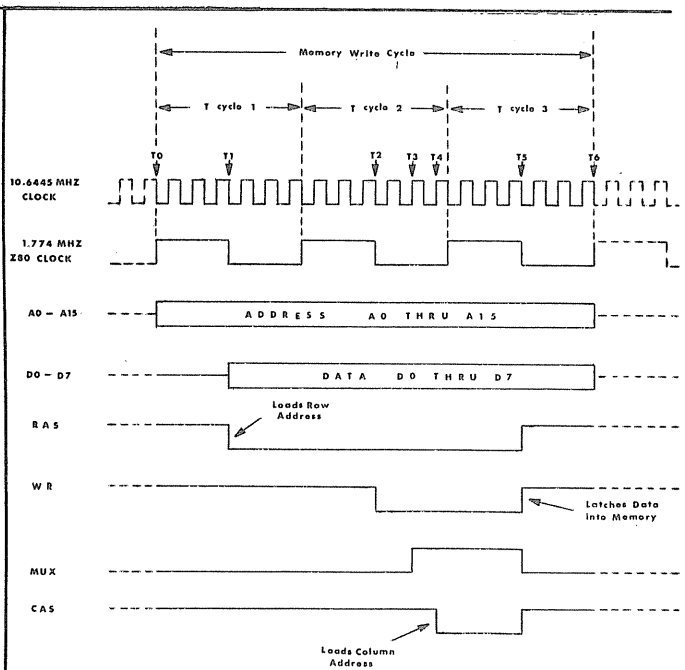 Memory Write Cycle
T cycle 1
T cycle 2
T cycle 3
T0 T1 T2 T3 T4 T5 T6
10.6445 MHZ
CLOCK
1.774 MHZ
Z80 CLOCK
A0 - A15
ADDRESS A0 THRU A15
D0 - D7
DATA D0 THRU D7
Loads Row
Address
RAS
WR
Latches Data
into Memory
MUX
CAS
Loads Column
Address